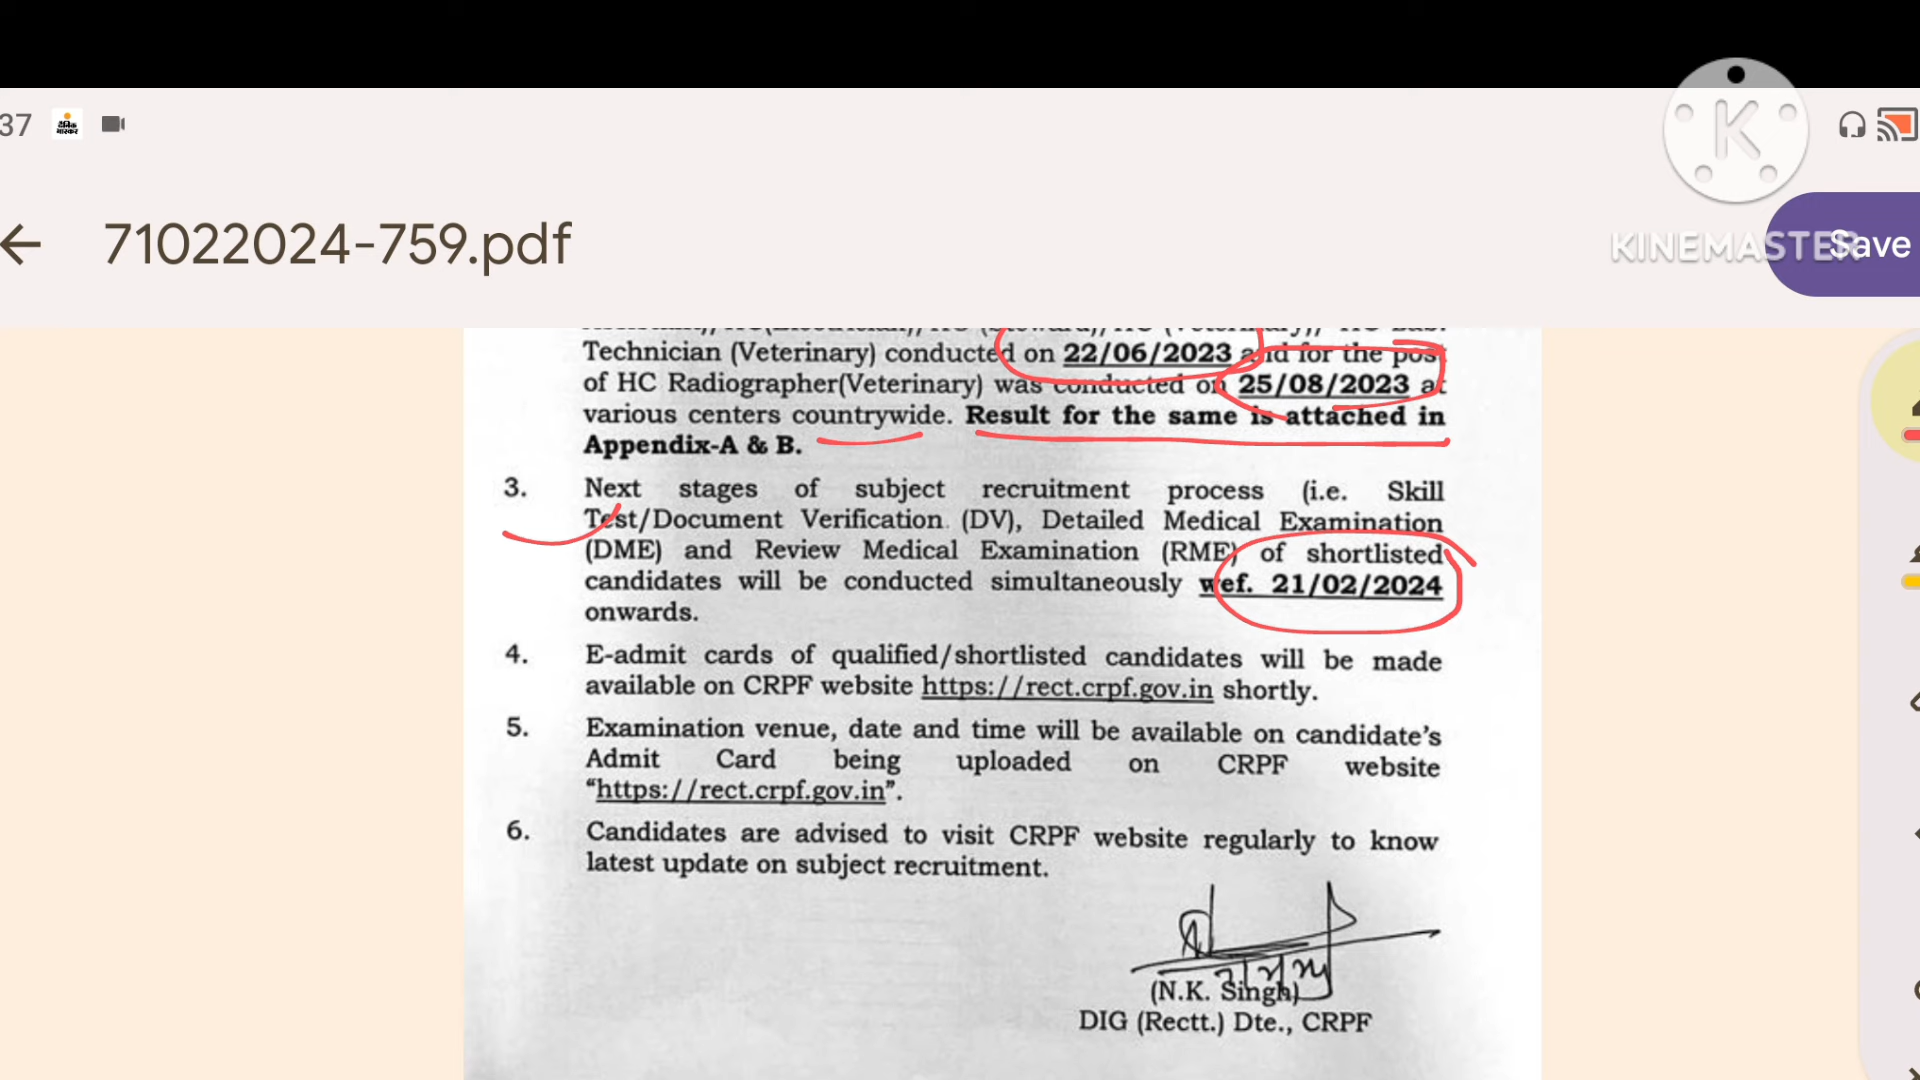 37
दैनिक भास्कर
K
71022024-759.pdf
KINEMASTER
Save
Technician (Veterinary) conducted on 22/06/2023 and for the post
of HC Radiographer(Veterinary) was conducted on 25/08/2023 at
various centers countrywide. Result for the same is attached in
Appendix-A & B.
3. Next stages of subject recruitment process (i.e. Skill
Test/Document Verification (DV), Detailed Medical Examination
(DME) and Review Medical Examination (RME) of shortlisted
candidates will be conducted simultaneously wef. 21/02/2024
onwards.
4. E-admit cards of qualified/shortlisted candidates will be made
available on CRPF website https://rect.crpf.gov.in shortly.
5. Examination venue, date and time will be available on candidate's
Admit Card being uploaded on CRPF website
“https://rect.crpf.gov.in”.
6. Candidates are advised to visit CRPF website regularly to know
latest update on subject recruitment.
(N.K. Singh)
DIG (Rectt.) Dte., CRPF